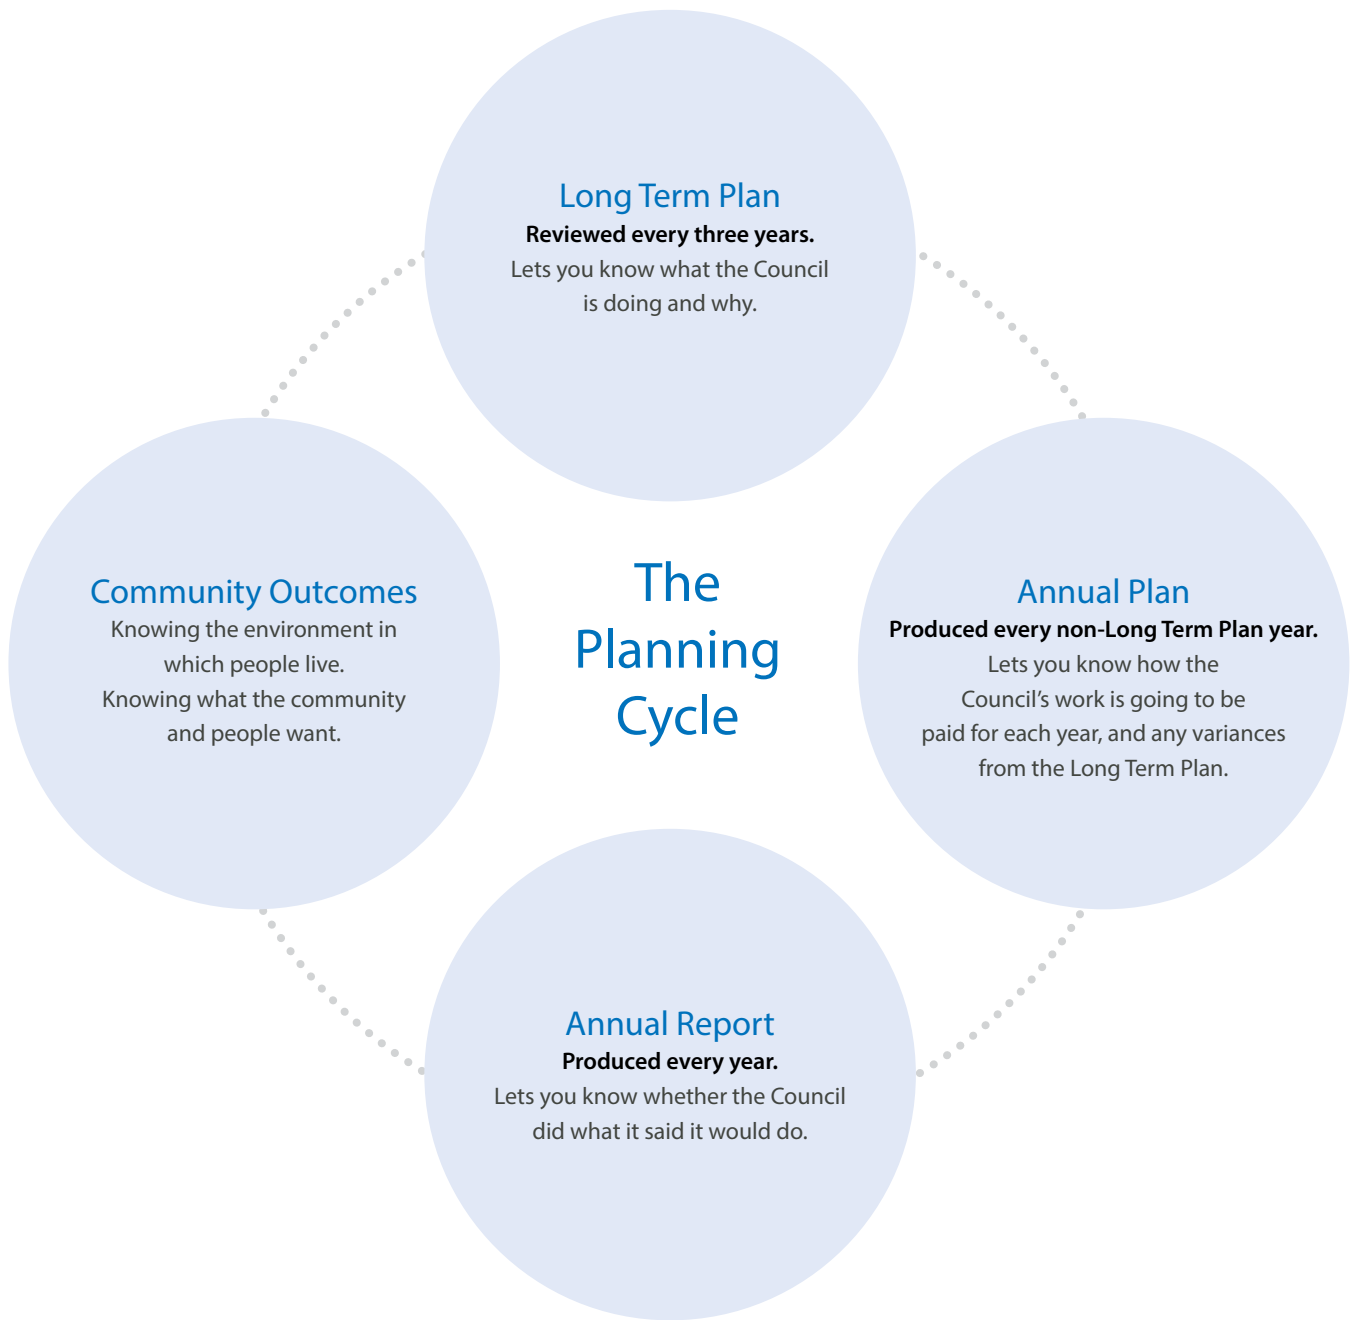 Long Term Plan
Reviewed every three years.
Lets you know what the Council
is doing and why.
Community Outcomes
Knowing the environment in
which people live.
Knowing what the community
and people want.
The
Planning
Cycle
Annual Plan
Produced every non-Long Term Plan year.
Lets you know how the
Council’s work is going to be
paid for each year, and any variances
from the Long Term Plan.
Annual Report
Produced every year.
Lets you know whether the Council
did what it said it would do.